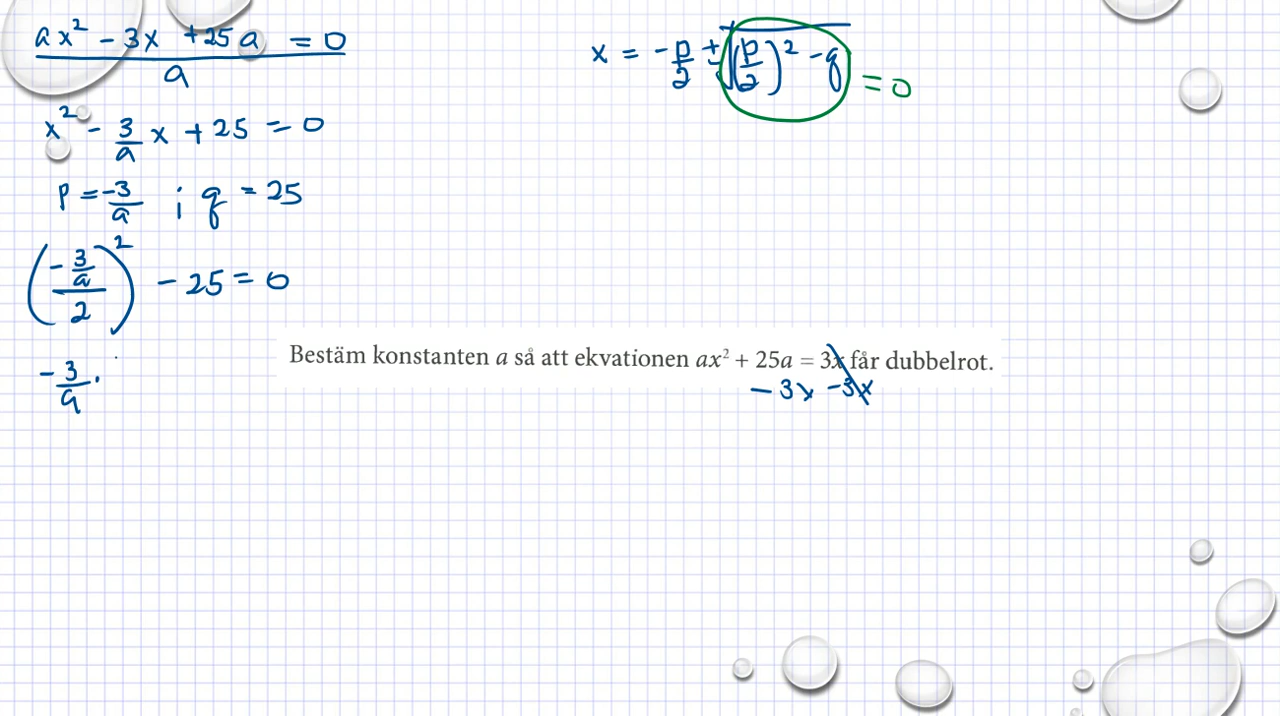 ax² - 3x + 25a = 0
a
x² - 3/a x + 25 = 0
p = -3/a ; q = 25
(-3/a / 2)² - 25 = 0
-3/a ·
x = -p/2 ± √((p/2)² - q) = 0
Bestäm konstanten a så att ekvationen ax² + 25a = 3x får dubbelrot.
- 3x - 3x